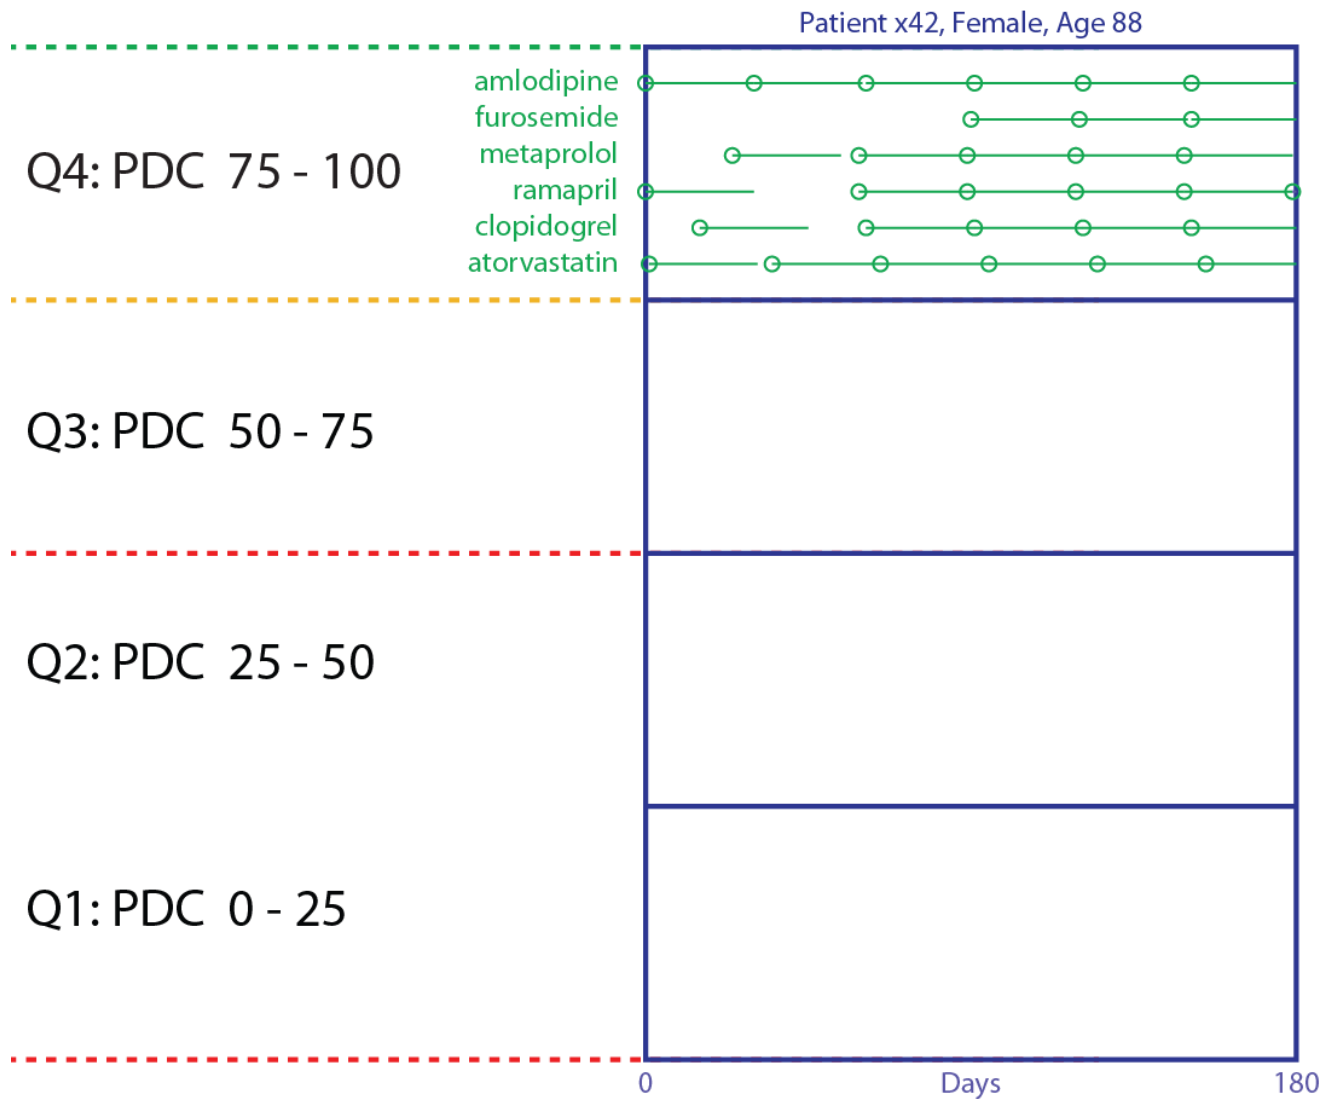 Patient x42, Female, Age 88
amlodipine
furosemide
metaprolol
ramapril
clopidogrel
atorvastatin
Q4: PDC 75 - 100
Q3: PDC 50 - 75
Q2: PDC 25 - 50
Q1: PDC 0 - 25
0 Days 180